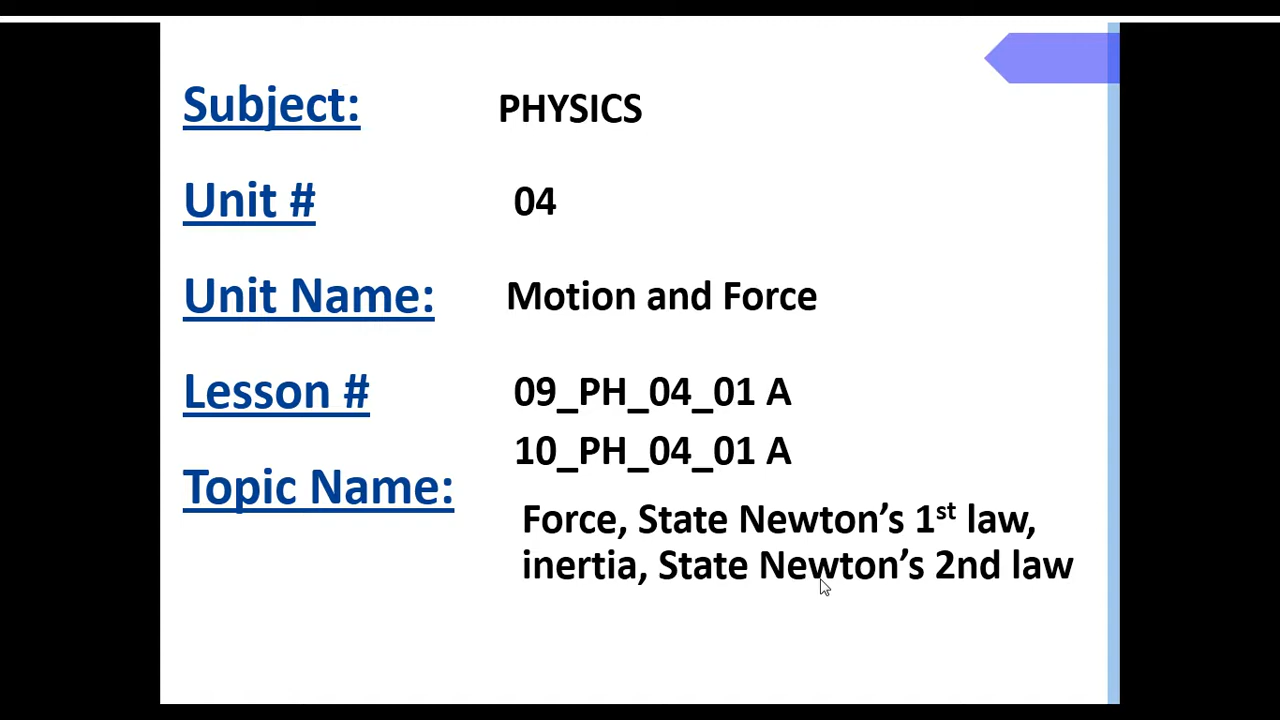 Subject: PHYSICS
Unit # 04
Unit Name: Motion and Force
Lesson # 09_PH_04_01 A
10_PH_04_01 A
Topic Name:
Force, State Newton’s 1st law,
inertia, State Newton’s 2nd law